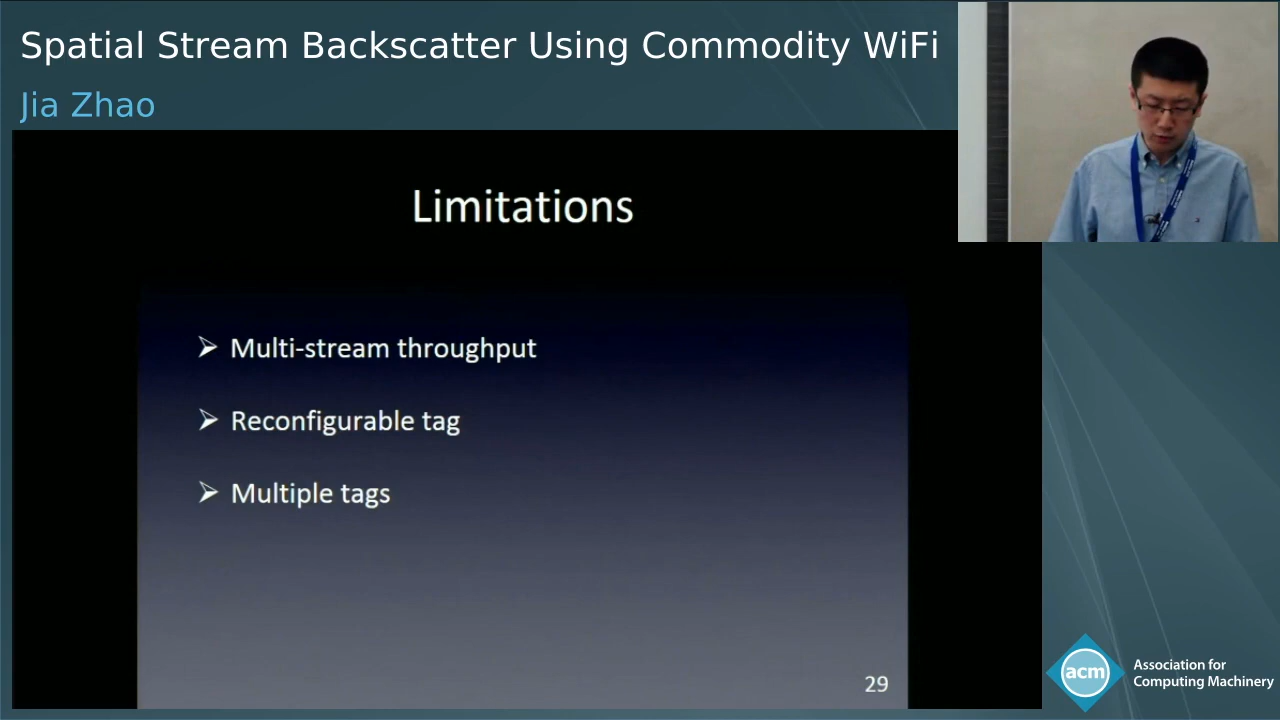 Spatial Stream Backscatter Using Commodity WiFi
Jia Zhao
Limitations
➢ Multi-stream throughput
➢ Reconfigurable tag
➢ Multiple tags
29
acm
Association for
Computing Machinery